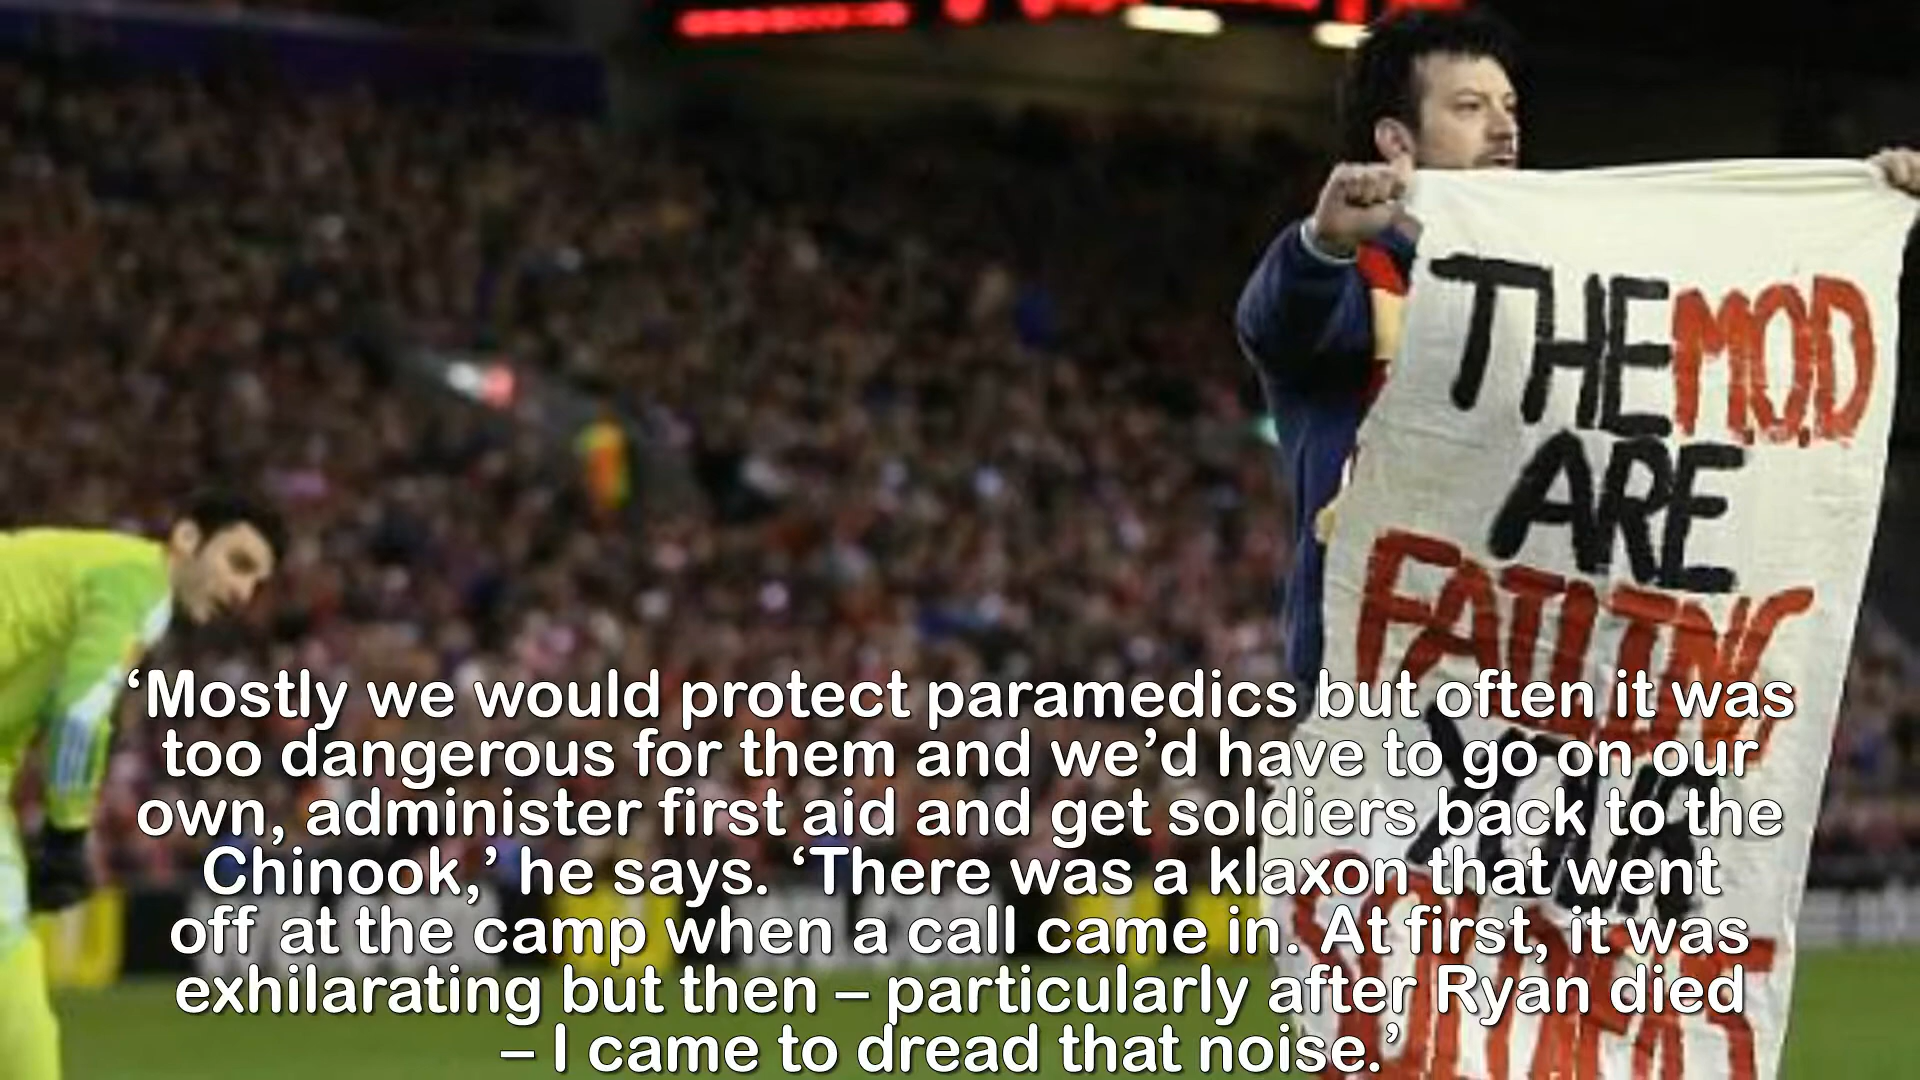 THE MOD
ARE
FAILING
‘Mostly we would protect paramedics but often it was
too dangerous for them and we’d have to go on our
own, administer first aid and get soldiers back to the
Chinook,’ he says. ‘There was a klaxon that went
off at the camp when a call came in. At first, it was
exhilarating but then – particularly after Ryan died
– I came to dread that noise.’